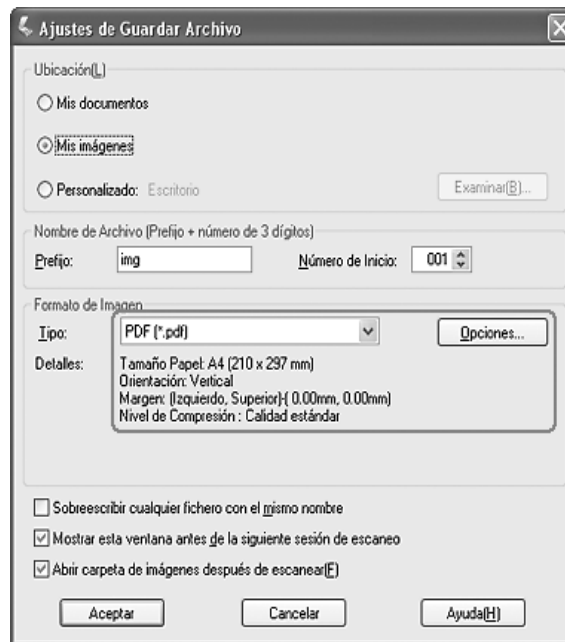 Ajustes de Guardar Archivo
Ubicación(L)
Mis documentos
Mis imágenes
Personalizado: Escritorio Examinar(B)...
Nombre de Archivo (Prefijo + número de 3 dígitos)
Prefijo: img Número de Inicio: 001
Formato de Imagen
Tipo: PDF (*.pdf) Opciones...
Detalles: Tamaño Papel: A4 (210 x 297 mm)
Orientación: Vertical
Margen: (Izquierdo, Superior)-( 0.00mm, 0.00mm)
Nivel de Compresión : Calidad estándar
Sobreescribir cualquier fichero con el mismo nombre
Mostrar esta ventana antes de la siguiente sesión de escaneo
Abrir carpeta de imágenes después de escanear(F)
Aceptar Cancelar Ayuda(H)